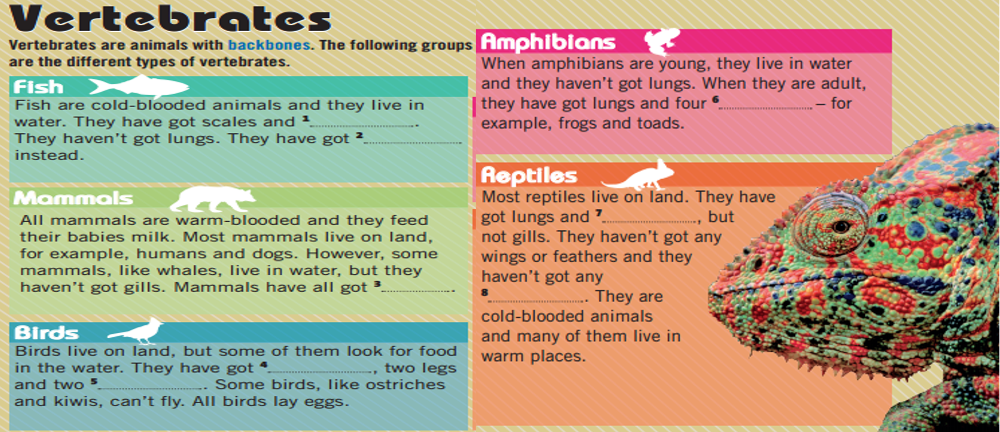 Vertebrates
Vertebrates are animals with backbones. The following groups
are the different types of vertebrates.
Fish
Fish are cold-blooded animals and they live in
water. They have got scales and 1.................... .
They haven't got lungs. They have got 2....................
instead.
Mammals
All mammals are warm-blooded and they feed
their babies milk. Most mammals live on land,
for example, humans and dogs. However, some
mammals, like whales, live in water, but they
haven't got gills. Mammals have all got 3.............. .
Birds
Birds live on land, but some of them look for food
in the water. They have got 4...................., two legs
and two 5.................... . Some birds, like ostriches
and kiwis, can't fly. All birds lay eggs.
Amphibians
When amphibians are young, they live in water
and they haven't got lungs. When they are adult,
they have got lungs and four 6.................... – for
example, frogs and toads.
Reptiles
Most reptiles live on land. They have
got lungs and 7...................., but
not gills. They haven't got any
wings or feathers and they
haven't got any
8.................... . They are
cold-blooded animals
and many of them live in
warm places.